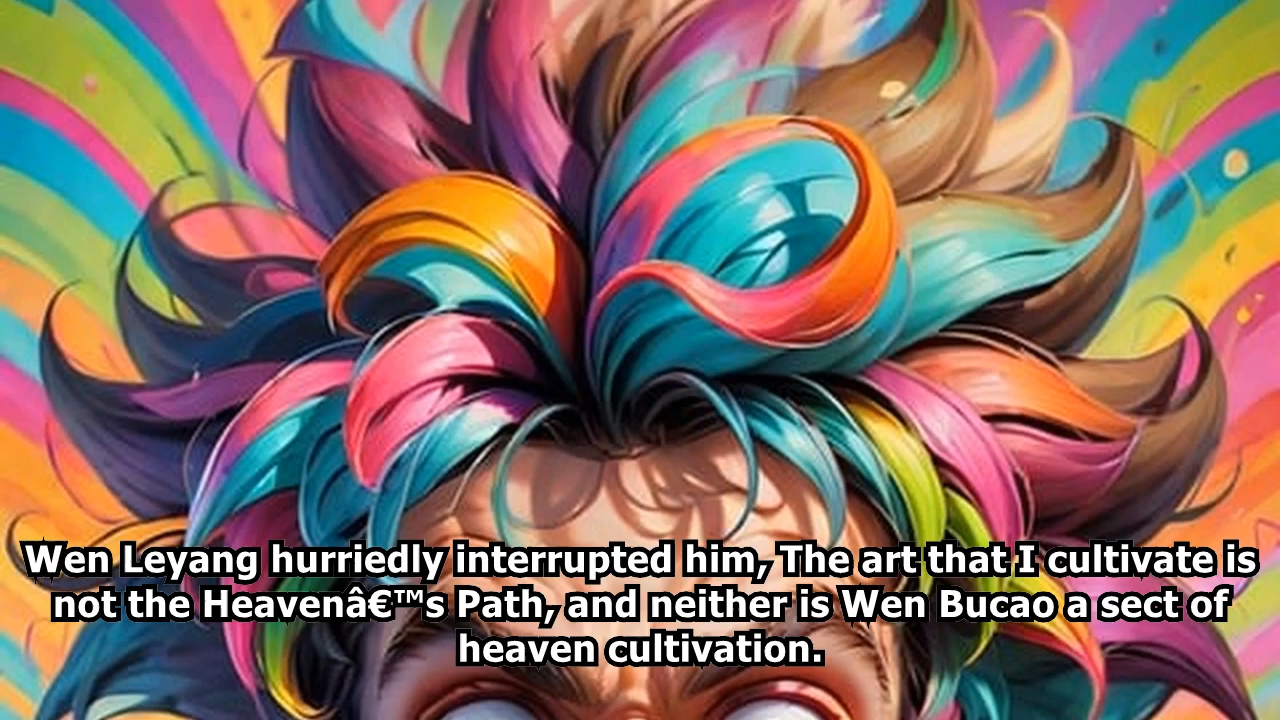 Wen Leyang hurriedly interrupted him, The art that I cultivate is
not the Heavenâ€™s Path, and neither is Wen Bucao a sect of
heaven cultivation.